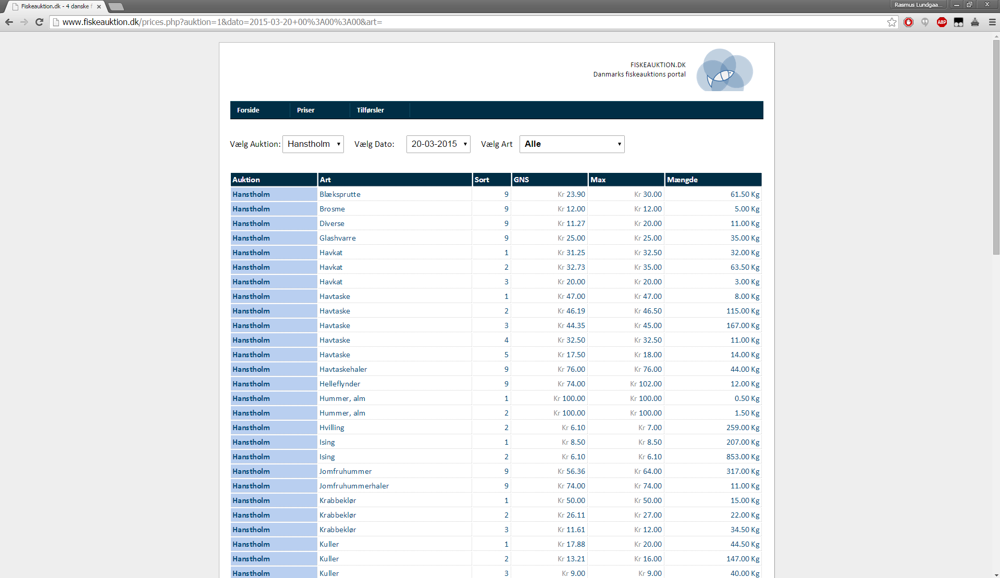 Fiskeauktion.dk - 4 danske f
Rasmus Lundgaa...
www.fiskeauktion.dk/prices.php?auktion=1&dato=2015-03-20+00%3A00%3A00&art=
ABP
FISKEAUKTION.DK
Danmarks fiskeauktions portal
Forside Priser Tilførsler
Vælg Auktion: Hanstholm Vælg Dato: 20-03-2015 Vælg Art Alle
Auktion Art Sort GNS Max Mængde
Hanstholm Blæksprutte 9 Kr 23.90 Kr 30.00 61.50 Kg
Hanstholm Brosme 9 Kr 12.00 Kr 12.00 5.00 Kg
Hanstholm Diverse 9 Kr 11.27 Kr 20.00 11.00 Kg
Hanstholm Glashvarre 9 Kr 25.00 Kr 25.00 35.00 Kg
Hanstholm Havkat 1 Kr 31.25 Kr 32.50 32.00 Kg
Hanstholm Havkat 2 Kr 32.73 Kr 35.00 63.50 Kg
Hanstholm Havkat 3 Kr 20.00 Kr 20.00 3.00 Kg
Hanstholm Havtaske 1 Kr 47.00 Kr 47.00 8.00 Kg
Hanstholm Havtaske 2 Kr 46.19 Kr 46.50 115.00 Kg
Hanstholm Havtaske 3 Kr 44.35 Kr 45.00 167.00 Kg
Hanstholm Havtaske 4 Kr 32.50 Kr 32.50 11.00 Kg
Hanstholm Havtaske 5 Kr 17.50 Kr 18.00 14.00 Kg
Hanstholm Havtaskehaler 9 Kr 76.00 Kr 76.00 44.00 Kg
Hanstholm Helleflynder 9 Kr 74.00 Kr 102.00 12.00 Kg
Hanstholm Hummer, alm 1 Kr 100.00 Kr 100.00 0.50 Kg
Hanstholm Hummer, alm 2 Kr 100.00 Kr 100.00 1.50 Kg
Hanstholm Hvilling 2 Kr 6.10 Kr 7.00 259.00 Kg
Hanstholm Ising 1 Kr 8.50 Kr 8.50 207.00 Kg
Hanstholm Ising 2 Kr 6.10 Kr 6.10 853.00 Kg
Hanstholm Jomfruhummer 9 Kr 56.36 Kr 64.00 317.00 Kg
Hanstholm Jomfruhummerhaler 9 Kr 74.00 Kr 74.00 11.00 Kg
Hanstholm Krabbeklør 1 Kr 50.00 Kr 50.00 15.00 Kg
Hanstholm Krabbeklør 2 Kr 26.11 Kr 27.00 22.00 Kg
Hanstholm Krabbeklør 3 Kr 11.61 Kr 12.00 34.50 Kg
Hanstholm Kuller 1 Kr 17.88 Kr 20.00 44.50 Kg
Hanstholm Kuller 2 Kr 13.21 Kr 16.00 147.00 Kg
Hanstholm Kuller 3 Kr 9.00 Kr 9.00 40.00 Kg